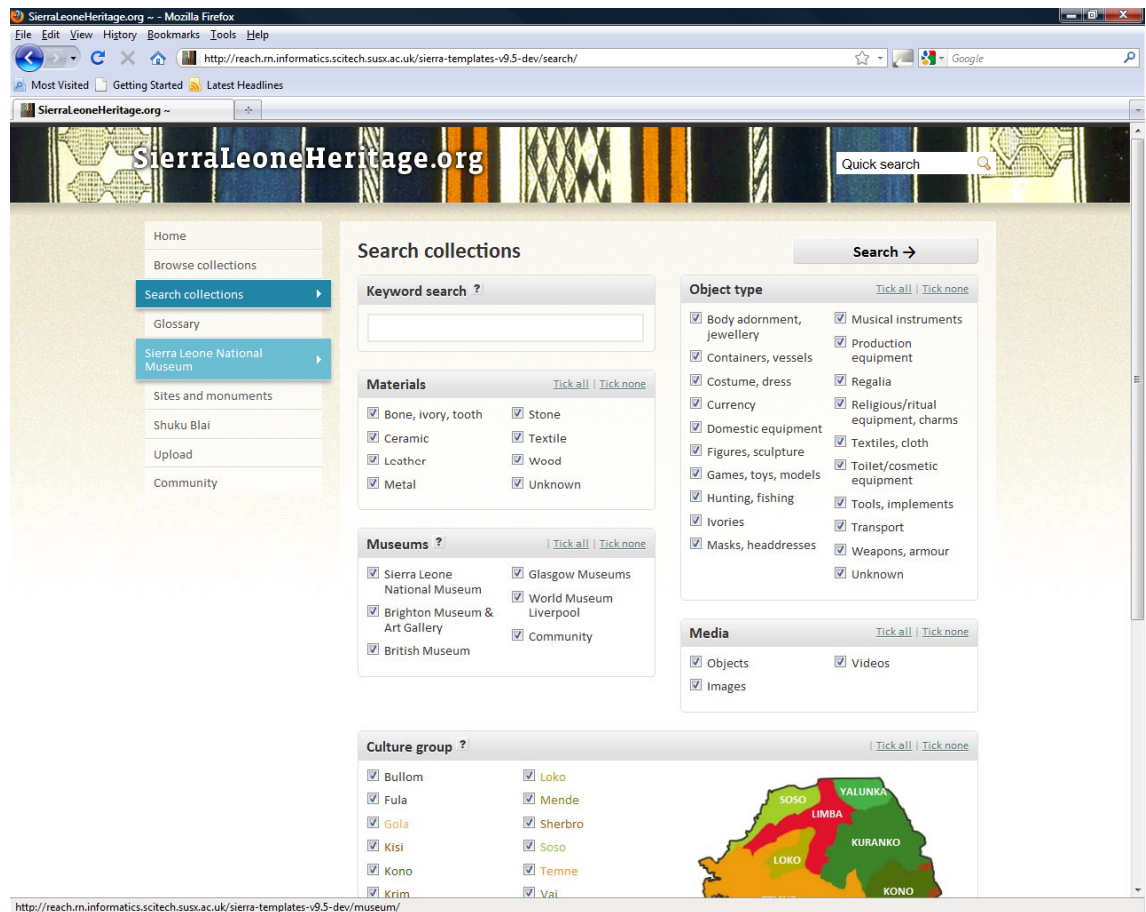 SierraLeoneHeritage.org ~ - Mozilla Firefox
File Edit View History Bookmarks Tools Help
http://reach.rn.informatics.scitech.susx.ac.uk/sierra-templates-v9.5-dev/search/
Google
Most Visited Getting Started Latest Headlines
SierraLeoneHeritage.org ~
SierraLeoneHeritage.org
Quick search
Home
Browse collections
Search collections
Glossary
Sierra Leone National
Museum
Sites and monuments
Shuku Blai
Upload
Community
Search collections
Search →
Keyword search ?
Materials Tick all | Tick none
Bone, ivory, tooth
Ceramic
Leather
Metal
Stone
Textile
Wood
Unknown
Museums ? | Tick all | Tick none
Sierra Leone
National Museum
Brighton Museum &
Art Gallery
British Museum
Glasgow Museums
World Museum
Liverpool
Community
Object type Tick all | Tick none
Body adornment,
jewellery
Containers, vessels
Costume, dress
Currency
Domestic equipment
Figures, sculpture
Games, toys, models
Hunting, fishing
Ivories
Masks, headdresses
Musical instruments
Production
equipment
Regalia
Religious/ritual
equipment, charms
Textiles, cloth
Toilet/cosmetic
equipment
Tools, implements
Transport
Weapons, armour
Unknown
Media Tick all | Tick none
Objects
Images
Videos
Culture group ? | Tick all | Tick none
Bullom
Fula
Gola
Kisi
Kono
Krim
Loko
Mende
Sherbro
Soso
Temne
Vai
SOSO
YALUNKA
LIMBA
KURANKO
LOKO
KONO
http://reach.rn.informatics.scitech.susx.ac.uk/sierra-templates-v9.5-dev/museum/